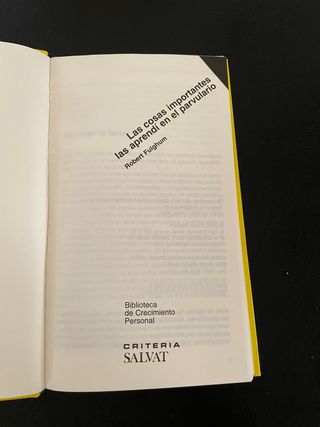 Las cosas importantes
las aprendí en el parvulario
Robert Fulghum
Biblioteca
de Crecimiento
Personal
CRITERIA
SALVAT